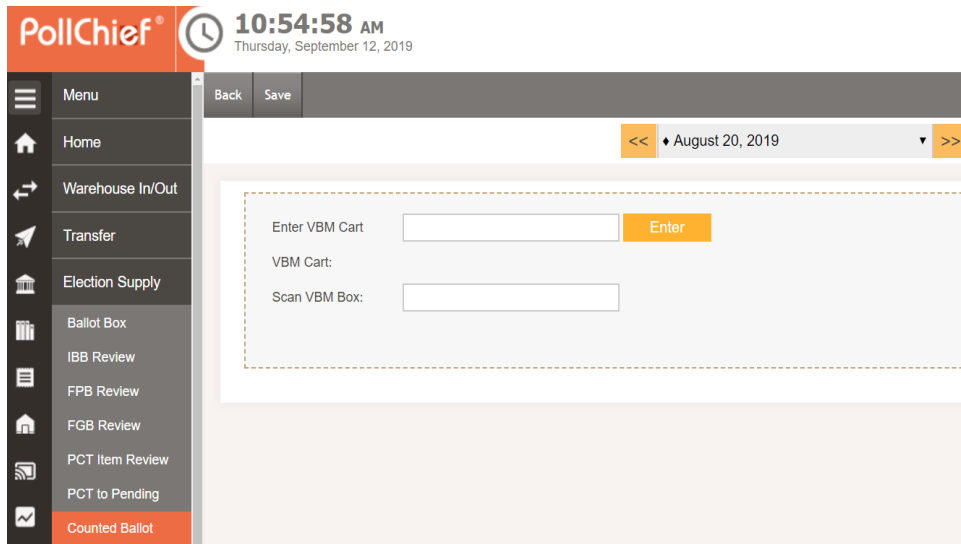 PollChief®
10:54:58 AM
Thursday, September 12, 2019
Menu
Back
Save
Home
<< ♦ August 20, 2019 ▼ >>
Warehouse In/Out
Transfer
Election Supply
Ballot Box
IBB Review
FPB Review
FGB Review
PCT Item Review
PCT to Pending
Counted Ballot
Enter VBM Cart
Enter
VBM Cart:
Scan VBM Box: